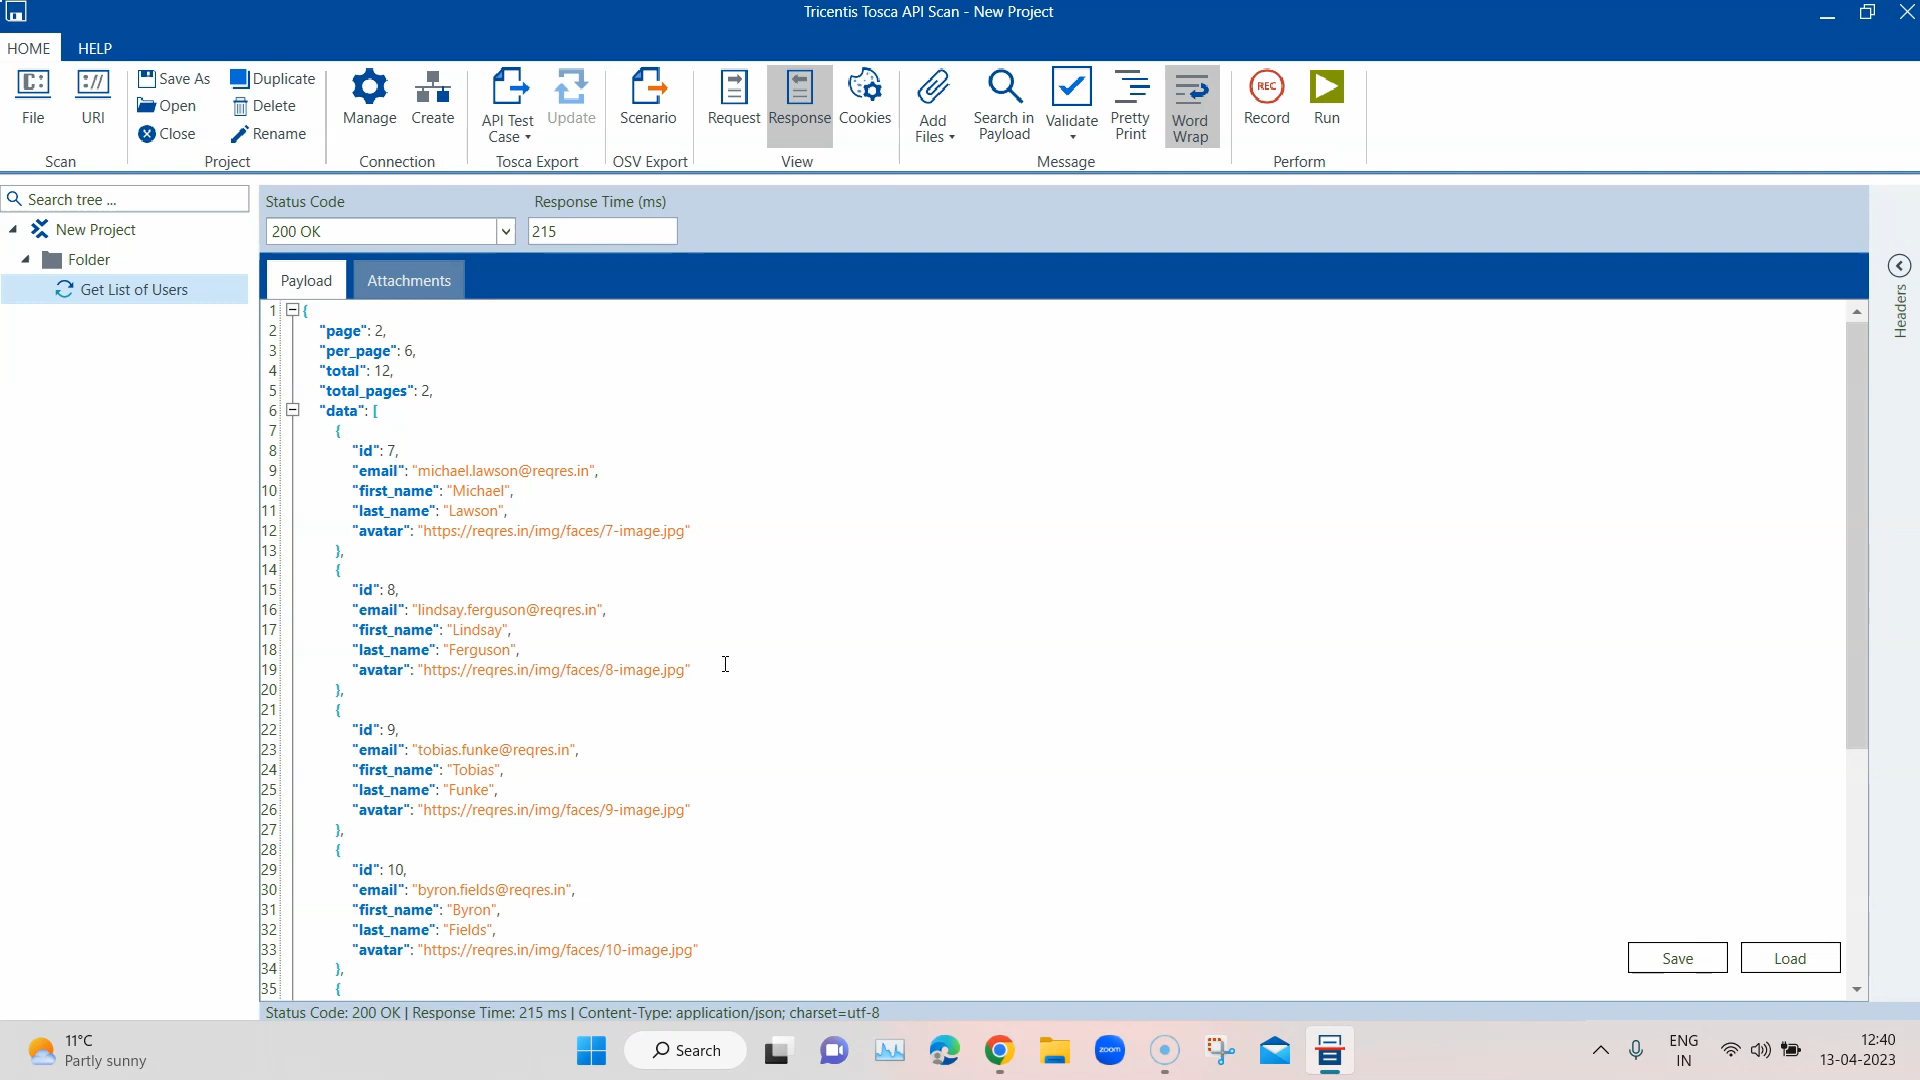 Tricentis Tosca API Scan - New Project
HOME HELP
File URI Save As Duplicate Manage Create API Test Case Update Scenario Request Response Cookies Add Files Search in Payload Validate Pretty Print Word Wrap REC Record Run
Open Delete
Close Rename
Scan Project Connection Tosca Export OSV Export View Message Perform
Search tree ...
New Project
Folder
Get List of Users
Status Code Response Time (ms)
200 OK 215
Payload Attachments
Headers
1 {
2 "page": 2,
3 "per_page": 6,
4 "total": 12,
5 "total_pages": 2,
6 "data": [
7 {
8 "id": 7,
9 "email": "michael.lawson@reqres.in",
10 "first_name": "Michael",
11 "last_name": "Lawson",
12 "avatar": "https://reqres.in/img/faces/7-image.jpg"
13 },
14 {
15 "id": 8,
16 "email": "lindsay.ferguson@reqres.in",
17 "first_name": "Lindsay",
18 "last_name": "Ferguson",
19 "avatar": "https://reqres.in/img/faces/8-image.jpg"
20 },
21 {
22 "id": 9,
23 "email": "tobias.funke@reqres.in",
24 "first_name": "Tobias",
25 "last_name": "Funke",
26 "avatar": "https://reqres.in/img/faces/9-image.jpg"
27 },
28 {
29 "id": 10,
30 "email": "byron.fields@reqres.in",
31 "first_name": "Byron",
32 "last_name": "Fields",
33 "avatar": "https://reqres.in/img/faces/10-image.jpg"
34 },
35 {
Save Load
Status Code: 200 OK | Response Time: 215 ms | Content-Type: application/json; charset=utf-8
11°C
Partly sunny
Search
zoom
ENG
IN
12:40
13-04-2023